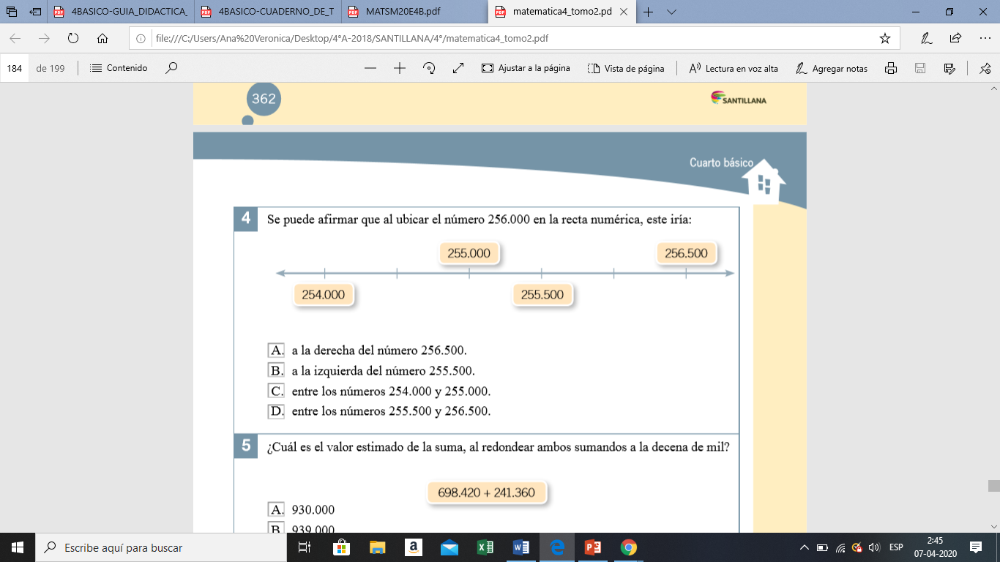 4BASICO-GUIA_DIDACTICA_
4BASICO-CUADERNO_DE_T
MATSM20E4B.pdf
matematica4_tomo2.pd
file:///C:/Users/Ana%20Veronica/Desktop/4°A-2018/SANTILLANA/4°/matematica4_tomo2.pdf
184 de 199 Contenido Ajustar a la página Vista de página Lectura en voz alta Agregar notas
362
SANTILLANA
Cuarto básico
4 Se puede afirmar que al ubicar el número 256.000 en la recta numérica, este iría:
255.000 256.500
254.000 255.500
A. a la derecha del número 256.500.
B. a la izquierda del número 255.500.
C. entre los números 254.000 y 255.000.
D. entre los números 255.500 y 256.500.
5 ¿Cuál es el valor estimado de la suma, al redondear ambos sumandos a la decena de mil?
698.420 + 241.360
A. 930.000
B. 939.000
Escribe aquí para buscar
ESP
2:45
07-04-2020